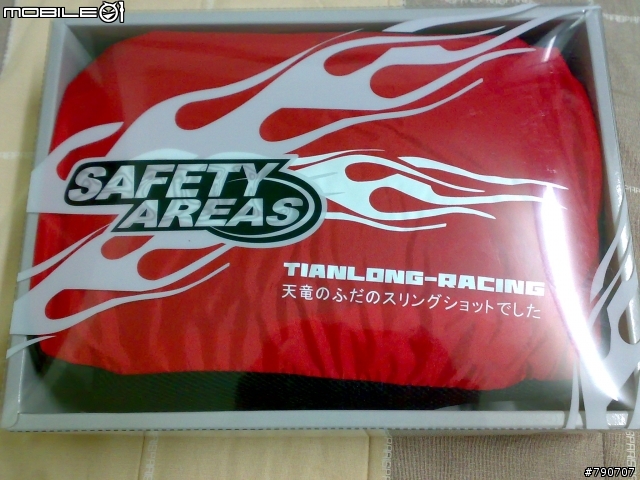 mobile01
SAFETY
AREAS
TIANLONG-RACING
天竜のふだのスリングショットでした
#790707